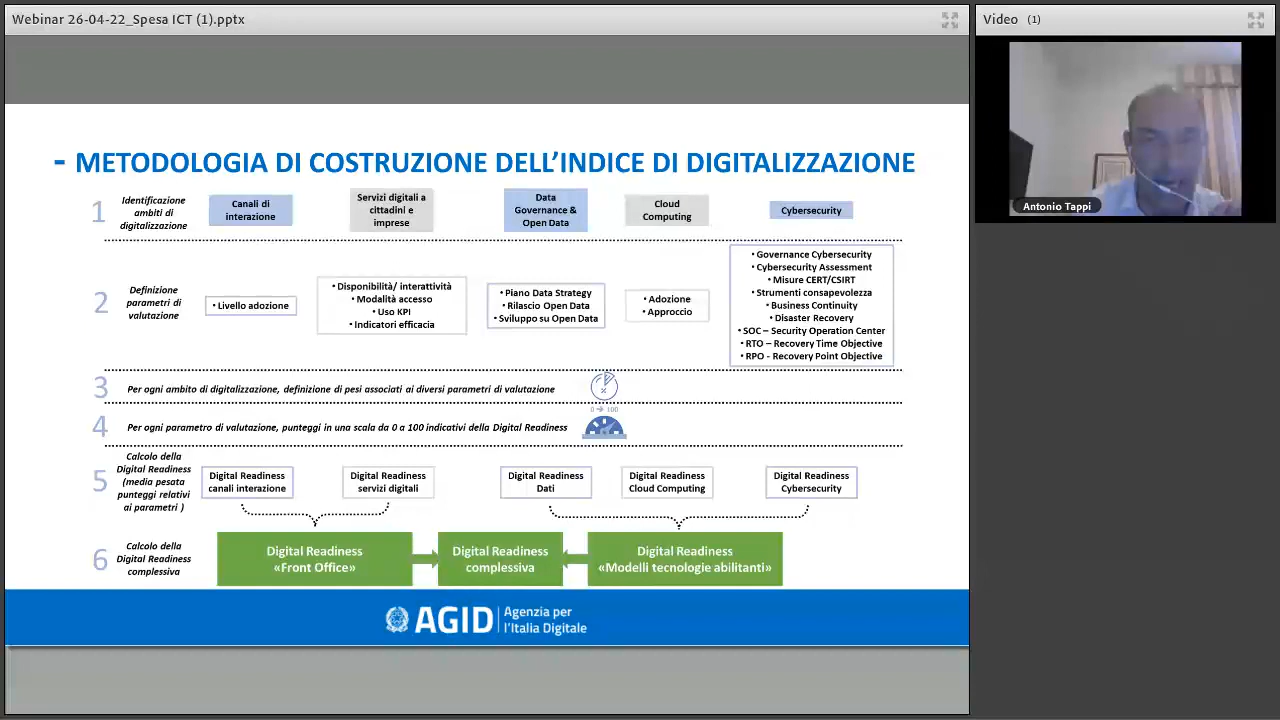 Webinar 26-04-22_Spesa ICT (1).pptx
Video (1)
Antonio Tappi
- METODOLOGIA DI COSTRUZIONE DELL’INDICE DI DIGITALIZZAZIONE
1
Identificazione
ambiti di
digitalizzazione
Canali di
interazione
Servizi digitali a
cittadini e
imprese
Data
Governance &
Open Data
Cloud
Computing
Cybersecurity
2
Definizione
parametri di
valutazione
• Livello adozione
• Disponibilità/ interattività
• Modalità accesso
• Uso KPI
• Indicatori efficacia
• Piano Data Strategy
• Rilascio Open Data
• Sviluppo su Open Data
• Adozione
• Approccio
• Governance Cybersecurity
• Cybersecurity Assessment
• Misure CERT/CSIRT
• Strumenti consapevolezza
• Business Continuity
• Disaster Recovery
• SOC – Security Operation Center
• RTO – Recovery Time Objective
• RPO - Recovery Point Objective
3
Per ogni ambito di digitalizzazione, definizione di pesi associati ai diversi parametri di valutazione
%
4
Per ogni parametro di valutazione, punteggi in una scala da 0 a 100 indicativi della Digital Readiness
0 → 100
5
Calcolo della
Digital Readiness
(media pesata
punteggi relativi
ai parametri )
Digital Readiness
canali interazione
Digital Readiness
servizi digitali
Digital Readiness
Dati
Digital Readiness
Cloud Computing
Digital Readiness
Cybersecurity
6
Calcolo della
Digital Readiness
complessiva
Digital Readiness
«Front Office»
Digital Readiness
complessiva
Digital Readiness
«Modelli tecnologie abilitanti»
AGID
Agenzia per
l'Italia Digitale